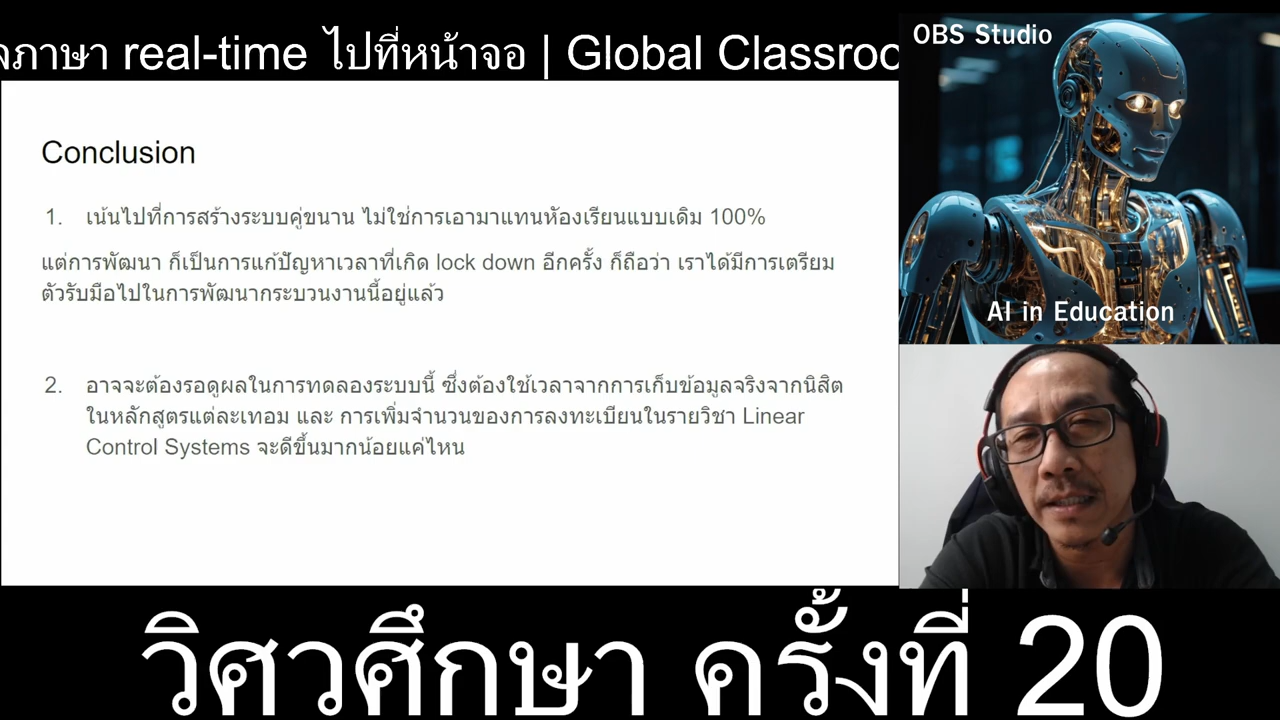 ภาษา real-time ไปที่หน้าจอ | Global Classroo
OBS Studio
AI in Education
Conclusion
1. เน้นไปที่การสร้างระบบคู่ขนาน ไม่ใช่การเอามาแทนห้องเรียนแบบเดิม 100%
แต่การพัฒนา ก็เป็นการแก้ปัญหาเวลาที่เกิด lock down อีกครั้ง ก็ถือว่า เราได้มีการเตรียม
ตัวรับมือไปในการพัฒนากระบวนงานนี้อยู่แล้ว
2. อาจจะต้องรอดูผลในการทดลองระบบนี้ ซึ่งต้องใช้เวลาจากการเก็บข้อมูลจริงจากนิสิต
ในหลักสูตรแต่ละเทอม และ การเพิ่มจำนวนของการลงทะเบียนในรายวิชา Linear
Control Systems จะดีขึ้นมากน้อยแค่ไหน
วิศวศึกษา ครั้งที่ 20